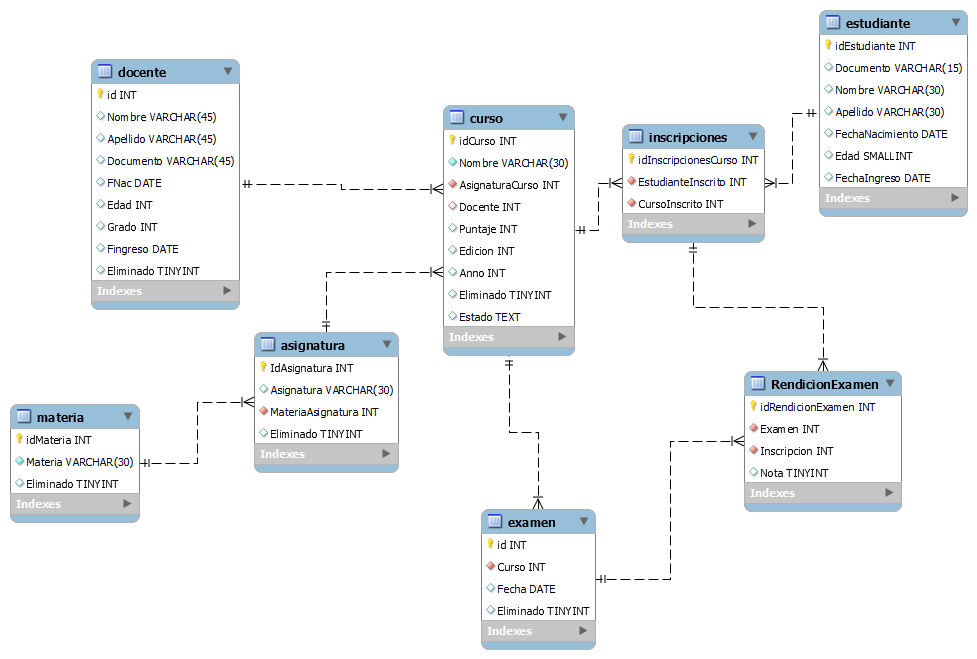 docente
id INT
Nombre VARCHAR(45)
Apellido VARCHAR(45)
Documento VARCHAR(45)
FNac DATE
Edad INT
Grado INT
Fingreso DATE
Eliminado TINYINT
Indexes
curso
idCurso INT
Nombre VARCHAR(30)
AsignaturaCurso INT
Docente INT
Puntaje INT
Edicion INT
Anno INT
Eliminado TINYINT
Estado TEXT
Indexes
inscripciones
idInscripcionesCurso INT
EstudianteInscrito INT
CursoInscrito INT
Indexes
estudiante
idEstudiante INT
Documento VARCHAR(15)
Nombre VARCHAR(30)
Apellido VARCHAR(30)
FechaNacimiento DATE
Edad SMALLINT
FechaIngreso DATE
Indexes
asignatura
IdAsignatura INT
Asignatura VARCHAR(30)
MateriaAsignatura INT
Eliminado TINYINT
Indexes
materia
idMateria INT
Materia VARCHAR(30)
Eliminado TINYINT
Indexes
RendicionExamen
idRendicionExamen INT
Examen INT
Inscripcion INT
Nota TINYINT
Indexes
examen
id INT
Curso INT
Fecha DATE
Eliminado TINYINT
Indexes